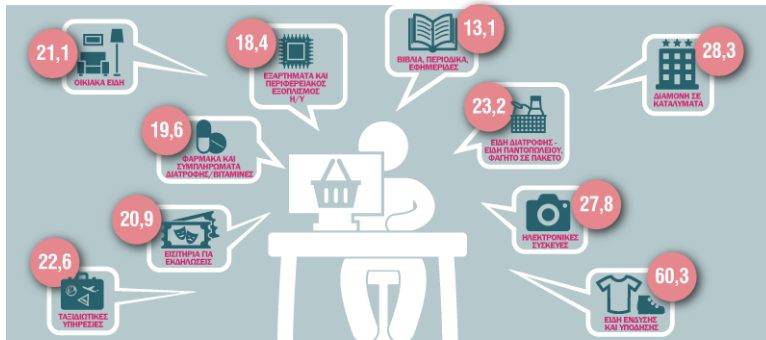 21,1
ΟΙΚΙΑΚΑ ΕΙΔΗ
18,4
ΕΞΑΡΤΗΜΑΤΑ ΚΑΙ
ΠΕΡΙΦΕΡΕΙΑΚΟΣ
ΕΞΟΠΛΙΣΜΟΣ
Η/Υ
13,1
ΒΙΒΛΙΑ, ΠΕΡΙΟΔΙΚΑ,
ΕΦΗΜΕΡΙΔΕΣ
28,3
ΔΙΑΜΟΝΗ ΣΕ
ΚΑΤΑΛΥΜΑΤΑ
19,6
ΦΑΡΜΑΚΑ ΚΑΙ
ΣΥΜΠΛΗΡΩΜΑΤΑ
ΔΙΑΤΡΟΦΗΣ/ΒΙΤΑΜΙΝΕΣ
23,2
ΕΙΔΗ ΔΙΑΤΡΟΦΗΣ -
ΕΙΔΗ ΠΑΝΤΟΠΩΛΕΙΟΥ,
ΦΑΓΗΤΟ ΣΕ ΠΑΚΕΤΟ
20,9
ΕΙΣΙΤΗΡΙΑ ΓΙΑ
ΕΚΔΗΛΩΣΕΙΣ
27,8
ΗΛΕΚΤΡΟΝΙΚΕΣ
ΣΥΣΚΕΥΕΣ
22,6
ΤΑΞΙΔΙΩΤΙΚΕΣ
ΥΠΗΡΕΣΙΕΣ
60,3
ΕΙΔΗ ΕΝΔΥΣΗΣ
ΚΑΙ ΥΠΟΔΗΣΗΣ